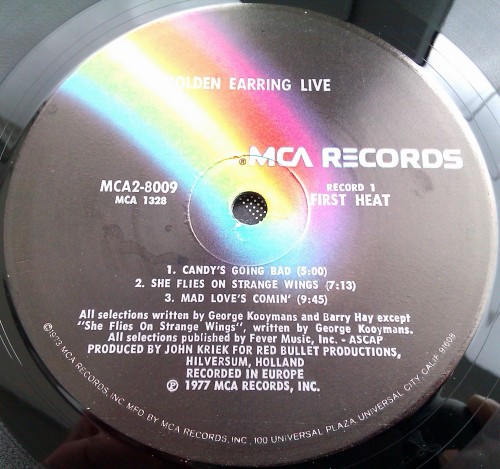 GOLDEN EARRING LIVE
® MCA RECORDS
MCA2-8009
MCA 1328
RECORD 1
FIRST HEAT
1. CANDY'S GOING BAD (5:00)
2. SHE FLIES ON STRANGE WINGS (7:13)
3. MAD LOVE'S COMIN' (9:45)
All selections written by George Kooymans and Barry Hay except
"She Flies On Strange Wings", written by George Kooymans.
All selections published by Fever Music, Inc. - ASCAP
PRODUCED BY JOHN KRIEK FOR RED BULLET PRODUCTIONS,
HILVERSUM, HOLLAND
RECORDED IN EUROPE
℗ 1977 MCA RECORDS, INC.
©1973 MCA RECORDS, INC. MFD BY MCA RECORDS, INC., 100 UNIVERSAL PLAZA, UNIVERSAL CITY, CALIF. 91608